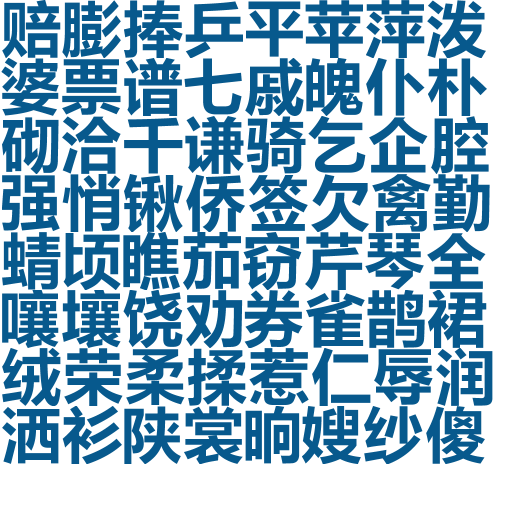 赔膨捧乒平苹萍泼
婆票谱七戚魄仆朴
砌洽千谦骑乞企腔
强悄锹侨签欠禽勤
蜻顷瞧茄窃芹琴全
嚷壤饶劝券雀鹊裙
绒荣柔揉惹仁辱润
洒衫陕裳晌嫂纱傻